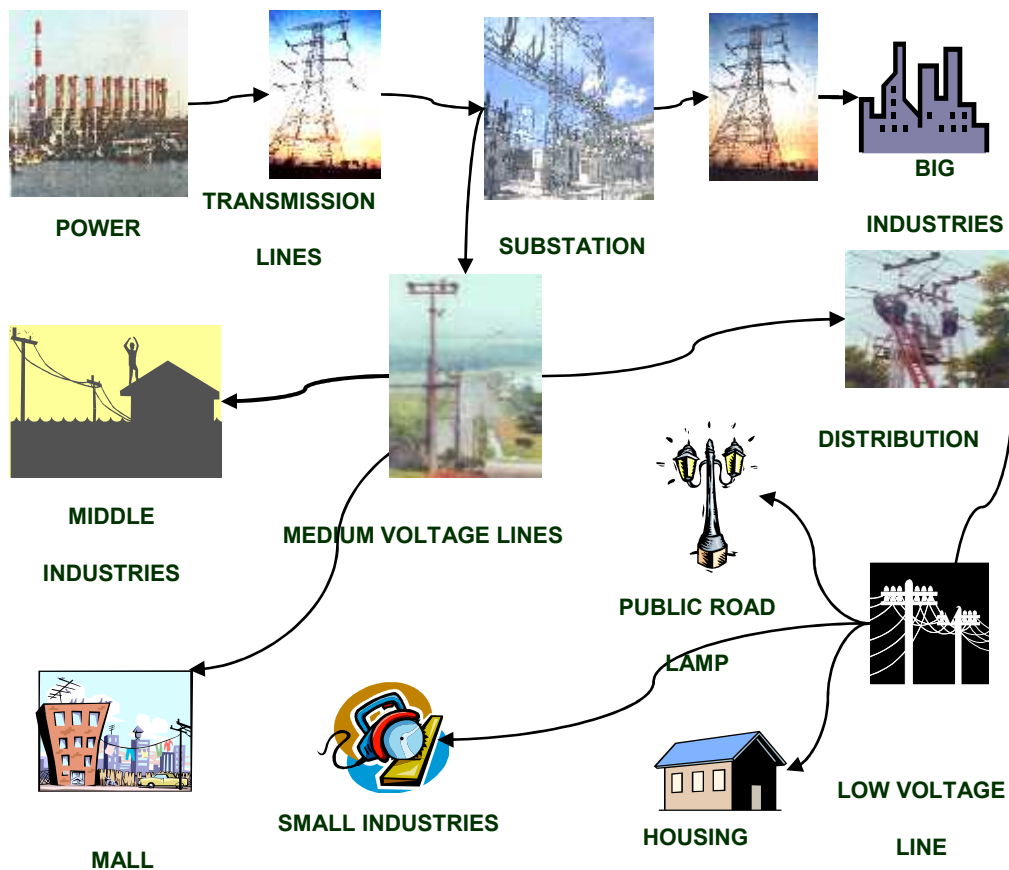 POWER
TRANSMISSION
LINES
SUBSTATION
BIG
INDUSTRIES
MIDDLE
INDUSTRIES
MEDIUM VOLTAGE LINES
DISTRIBUTION
PUBLIC ROAD
LAMP
MALL
SMALL INDUSTRIES
HOUSING
LOW VOLTAGE
LINE